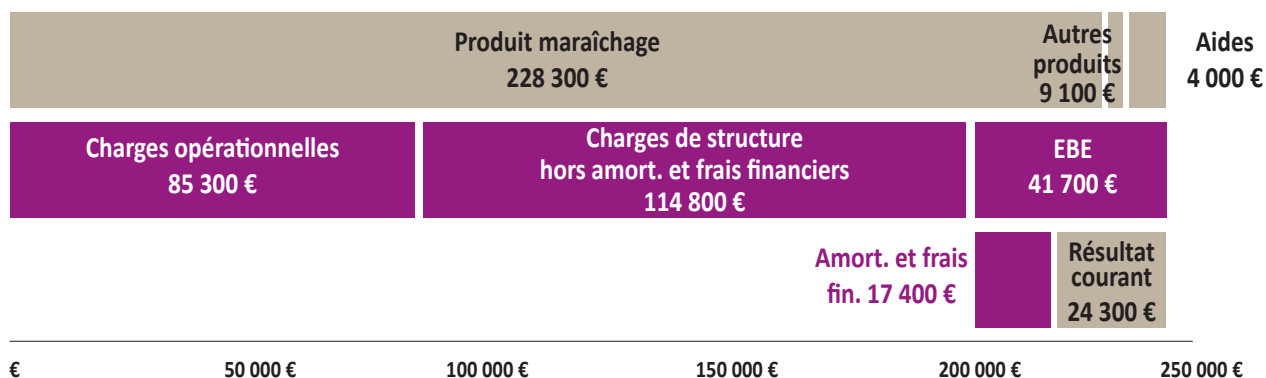 Produit maraîchage
228 300 €
Autres
produits
9 100 €
Aides
4 000 €
Charges opérationnelles
85 300 €
Charges de structure
hors amort. et frais financiers
114 800 €
EBE
41 700 €
Amort. et frais
fin. 17 400 €
Résultat
courant
24 300 €
€ 50 000 € 100 000 € 150 000 € 200 000 € 250 000 €